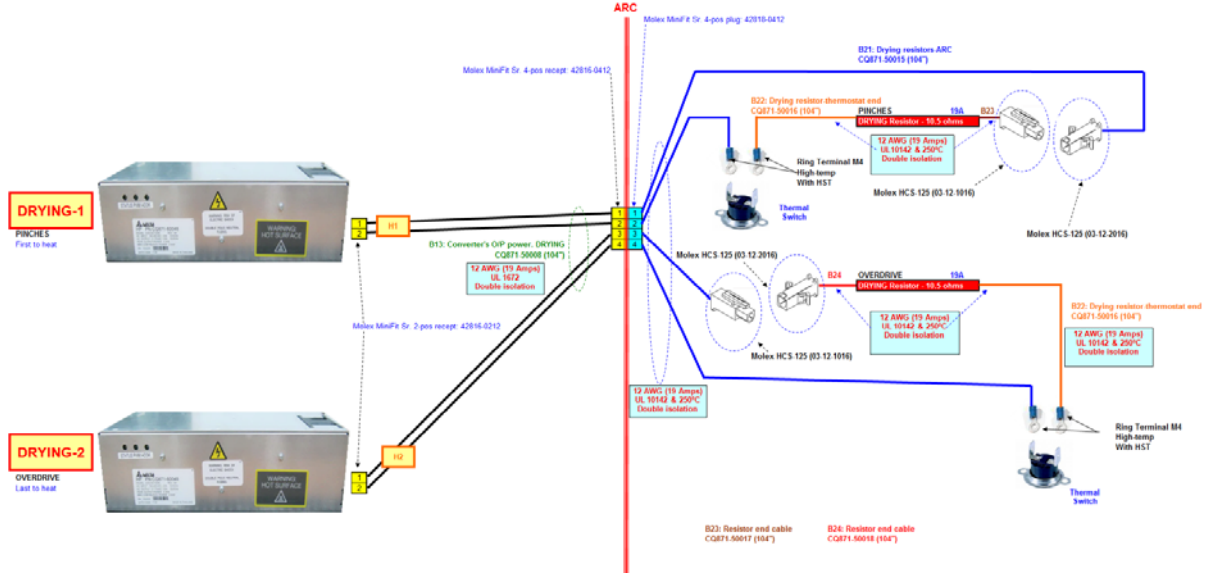 ARC
Molex MiniFit Sr. 4-pos plug: 42818-0412
Molex MiniFit Sr. 4-pos recept: 42816-0412
B21: Drying resistors-ARC
CQ871-50015 (104")
B22: Drying resistor thermostat end
CQ871-50016 (104")
PINCHES
19A
B23
DRYING Resistor - 10.5 ohms
12 AWG (19 Amps)
UL10142 & 250ºC
Double isolation
Ring Terminal M4
High-temp
With HST
Molex HCS-125 (03-12-1016)
Thermal
Switch
Molex HCS-125 (03-12-2016)
DRYING-1
PINCHES
First to heat
WARNING
HOT SURFACE
1
2
H1
1
2
3
4
1
2
3
4
B13: Converter's O/P power. DRYING
CQ871-50008 (104")
12 AWG (19 Amps)
UL 1672
Double isolation
Molex HCS-125 (03-12-2016)
B24
OVERDRIVE
19A
DRYING Resistor - 10.5 ohms
B22: Drying resistor thermostat end
CQ871-50016 (104")
12 AWG (19 Amps)
UL 10142 & 250ºC
Double isolation
12 AWG (19 Amps)
UL 10142 & 250ºC
Double isolation
Molex MiniFit Sr. 2-pos recept: 42816-0212
Molex HCS-125 (03-12-1016)
12 AWG (19 Amps)
UL 10142 & 250ºC
Double isolation
DRYING-2
OVERDRIVE
Last to heat
WARNING
HOT SURFACE
H2
1
2
Ring Terminal M4
High-temp
With HST
Thermal
Switch
B23: Resistor end cable
CQ871-50017 (104")
B24: Resistor end cable
CQ871-50018 (104")